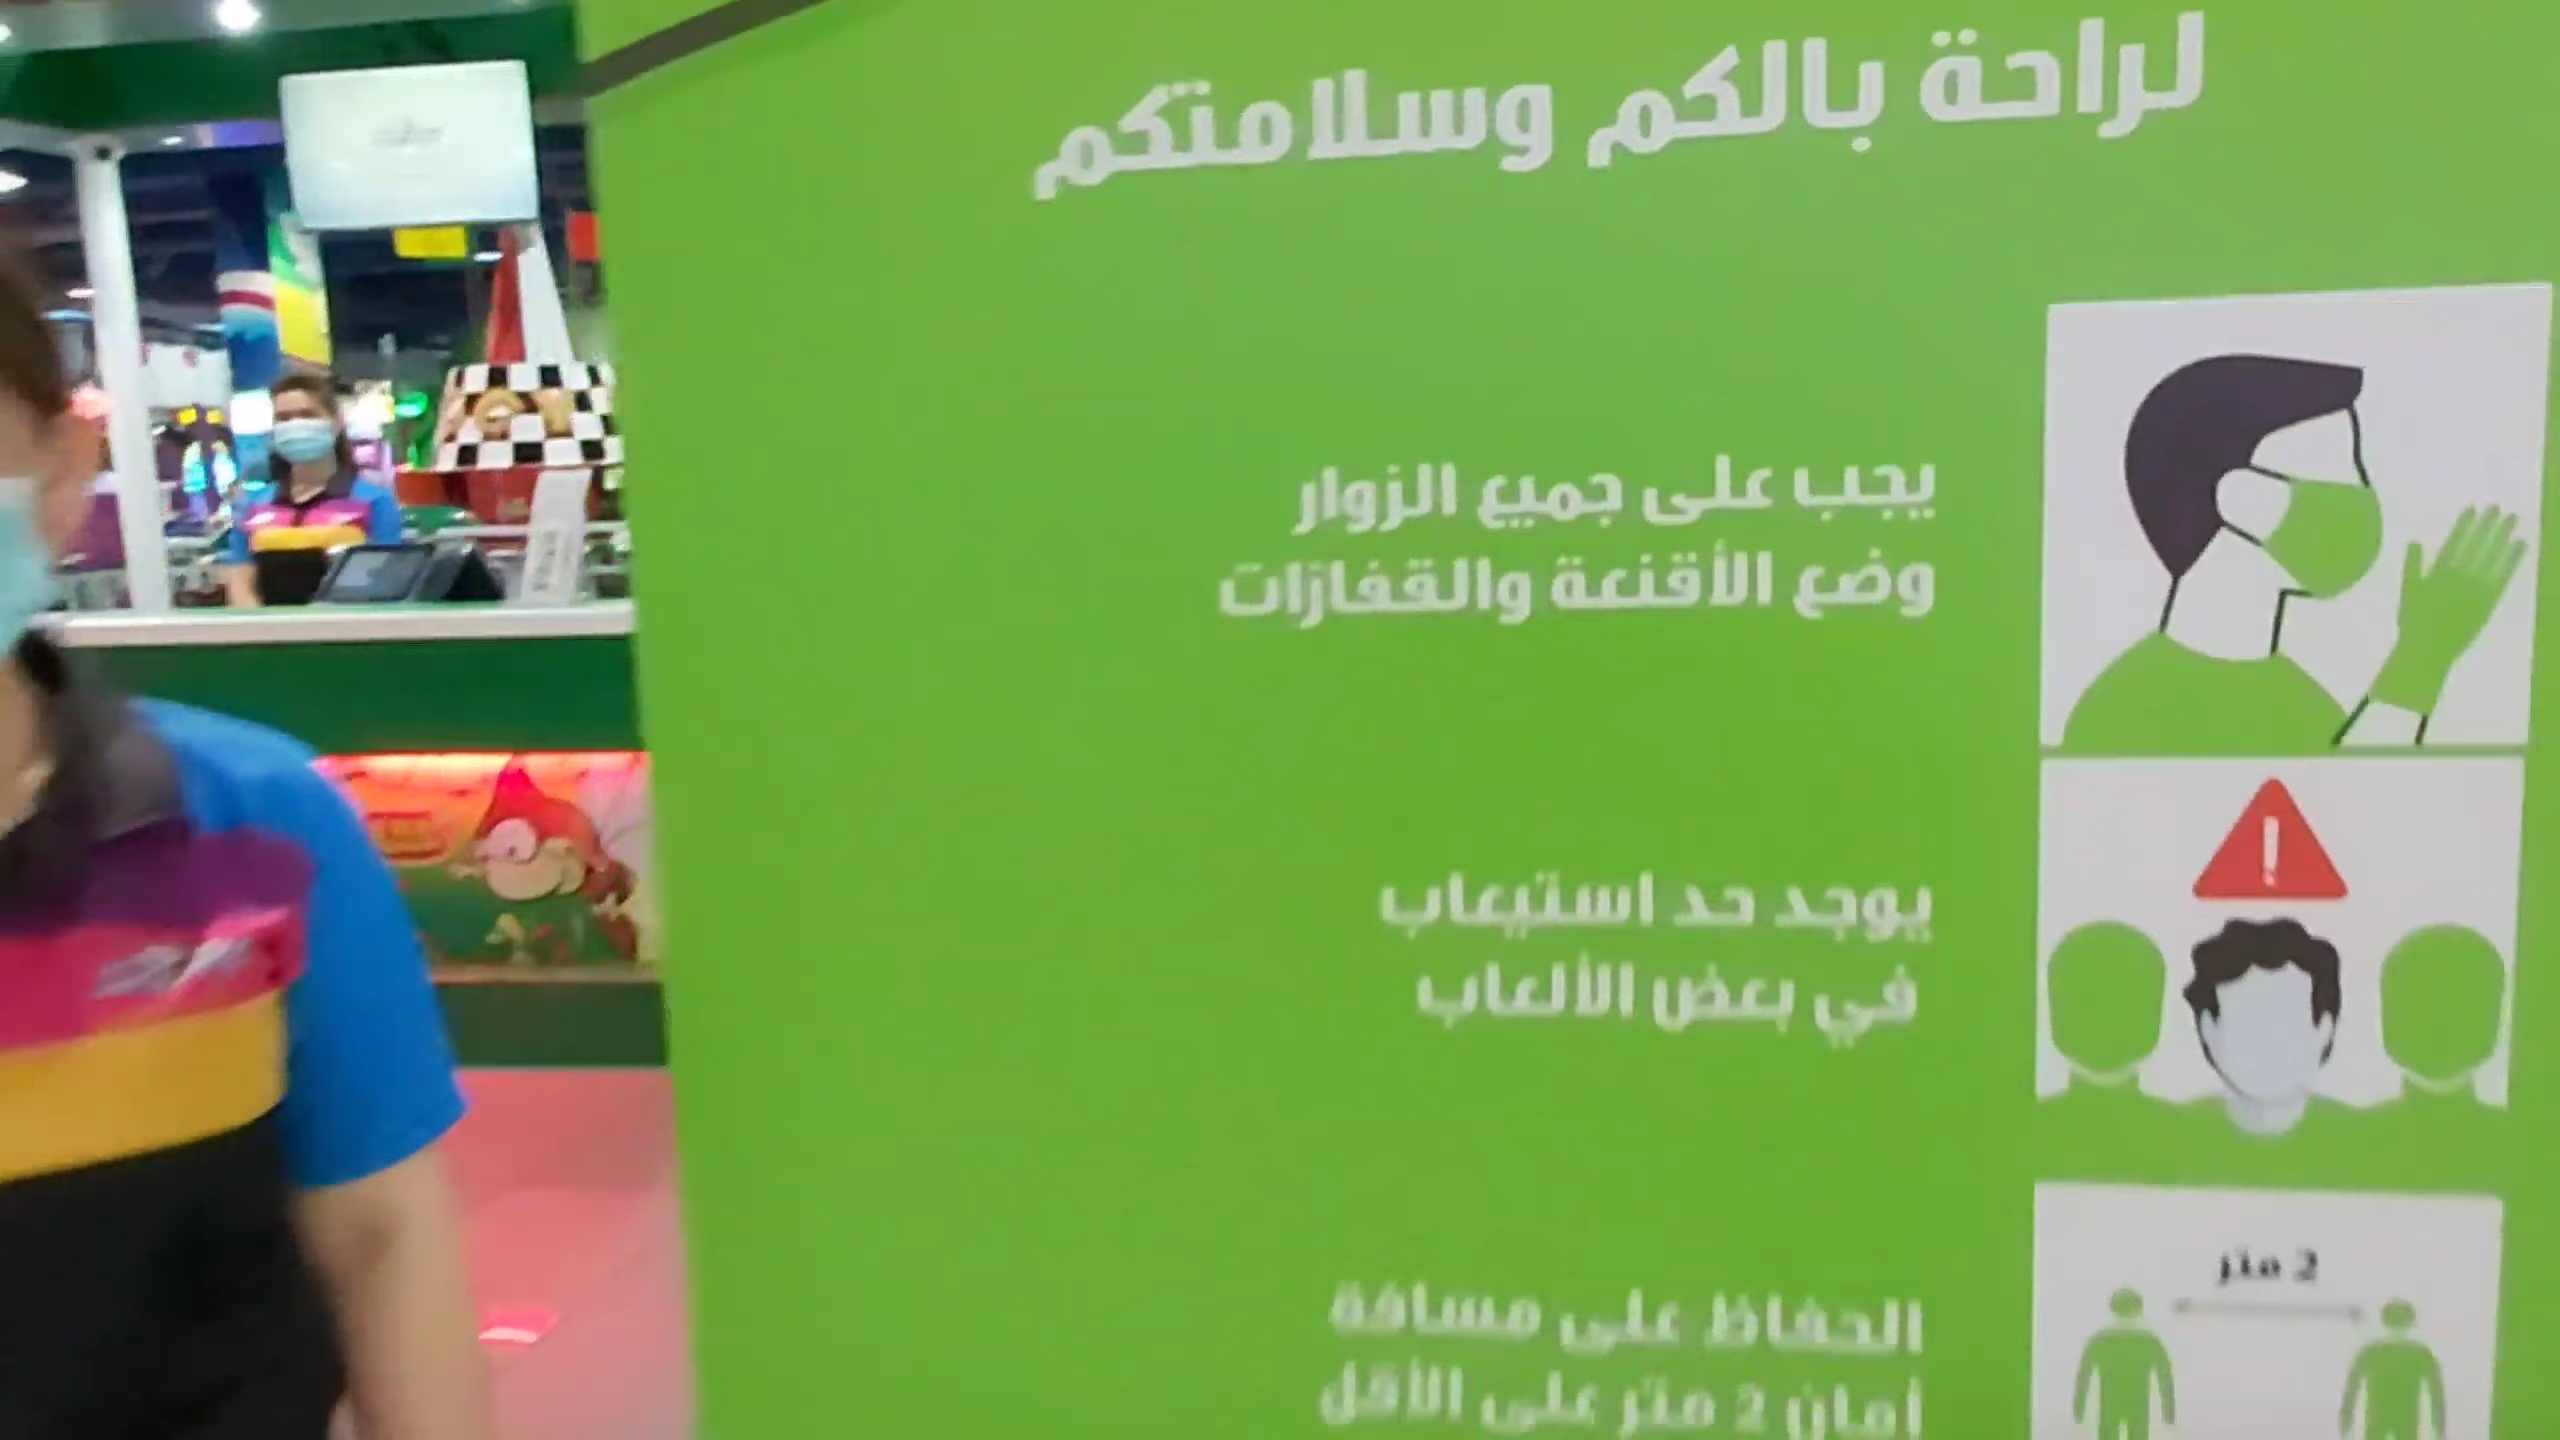 لراحة بالكم وسلامتكم
يجب على جميع الزوار
وضع الأقنعة والقفازات
يوجد حد استيعاب
في بعض الألعاب
2 متر
الحفاظ على مسافة
أمان 2 متر على الأقل